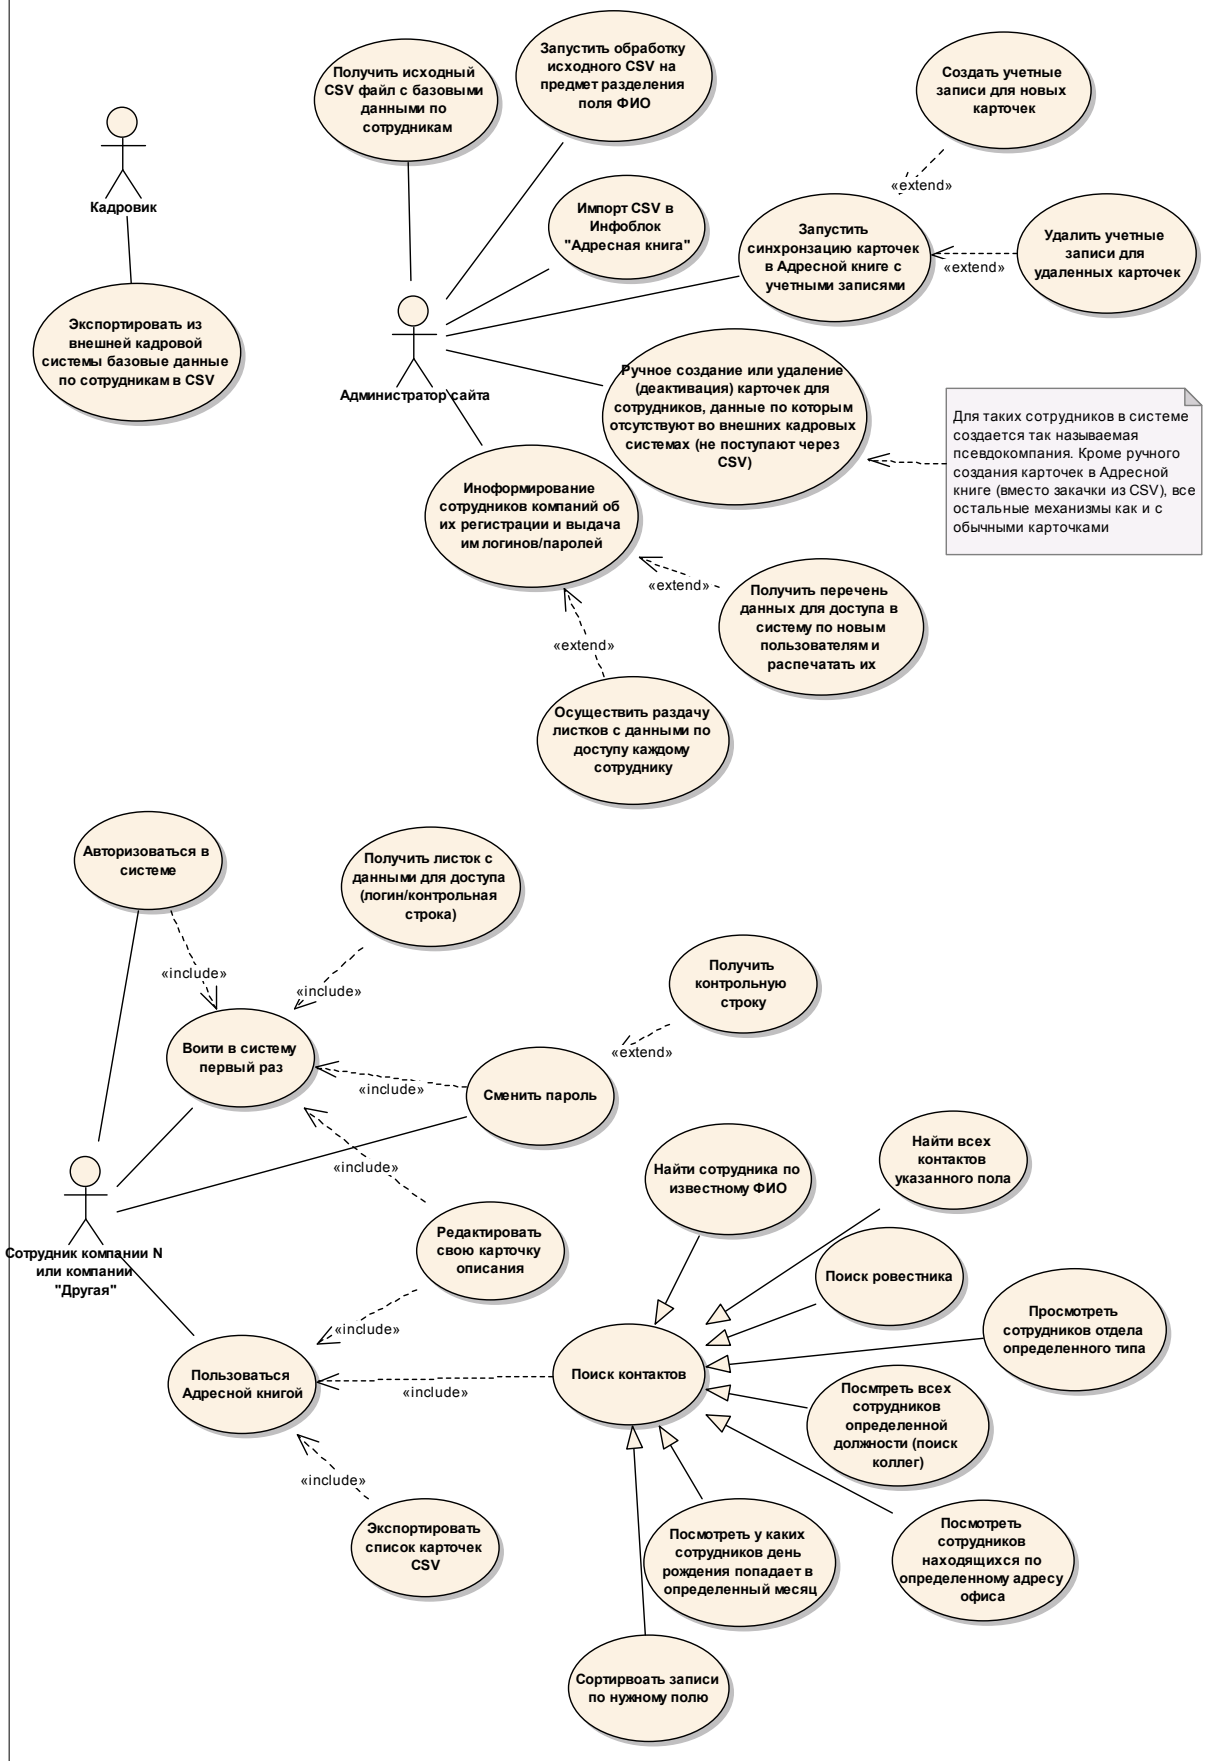 Запустить обработку
исходного CSV на
предмет разделения
поля ФИО
Получить исходный
CSV файл с базовыми
данными по
сотрудникам
Создать учетные
записи для новых
карточек
«extend»
Кадровик
Импорт CSV в
Инфоблок
"Адресная книга"
Запустить
синхронзацию карточек
в Адресной книге с
учетными записями
Удалить учетные
записи для
удаленных карточек
«extend»
Экспортировать из
внешней кадровой
системы базовые данные
по сотрудникам в CSV
Администратор сайта
Ручное создание или удаление
(деактивация) карточек для
сотрудников, данные по которым
отсутствуют во внешних кадровых
системах (не поступают через
CSV)
Для таких сотрудников в системе
создается так называемая
псевдокомпания. Кроме ручного
создания карточек в Адресной
книге (вместо закачки из CSV), все
остальные механизмы как и с
обычными карточками
Иноформирование
сотрудников компаний об
их регистрации и выдача
им логинов/паролей
«extend»
Получить перечень
данных для доступа в
систему по новым
пользователям и
распечатать их
«extend»
Осуществить раздачу
листков с данными по
доступу каждому
сотруднику
Авторизоваться в
системе
Получить листок с
данными для доступа
(логин/контрольная
строка)
«include»
«include»
Получить
контрольную
строку
Воити в систему
первый раз
«extend»
«include»
Сменить пароль
Найти сотрудника по
известному ФИО
Найти всех
контактов
указанного пола
«include»
Сотрудник компании N
или компании
"Другая"
Редактировать
свою карточку
описания
Поиск ровестника
Просмотреть
сотрудников отдела
определенного типа
«include»
Пользоваться
Адресной книгой
«include»
Поиск контактов
Посмтреть всех
сотрудников
определенной
должности (поиск
коллег)
«include»
Экспортировать
список карточек
CSV
Посмотреть у каких
сотрудников день
рождения попадает в
определенный месяц
Посмотреть
сотрудников
находящихся по
определенному адресу
офиса
Сортирвоать записи
по нужному полю